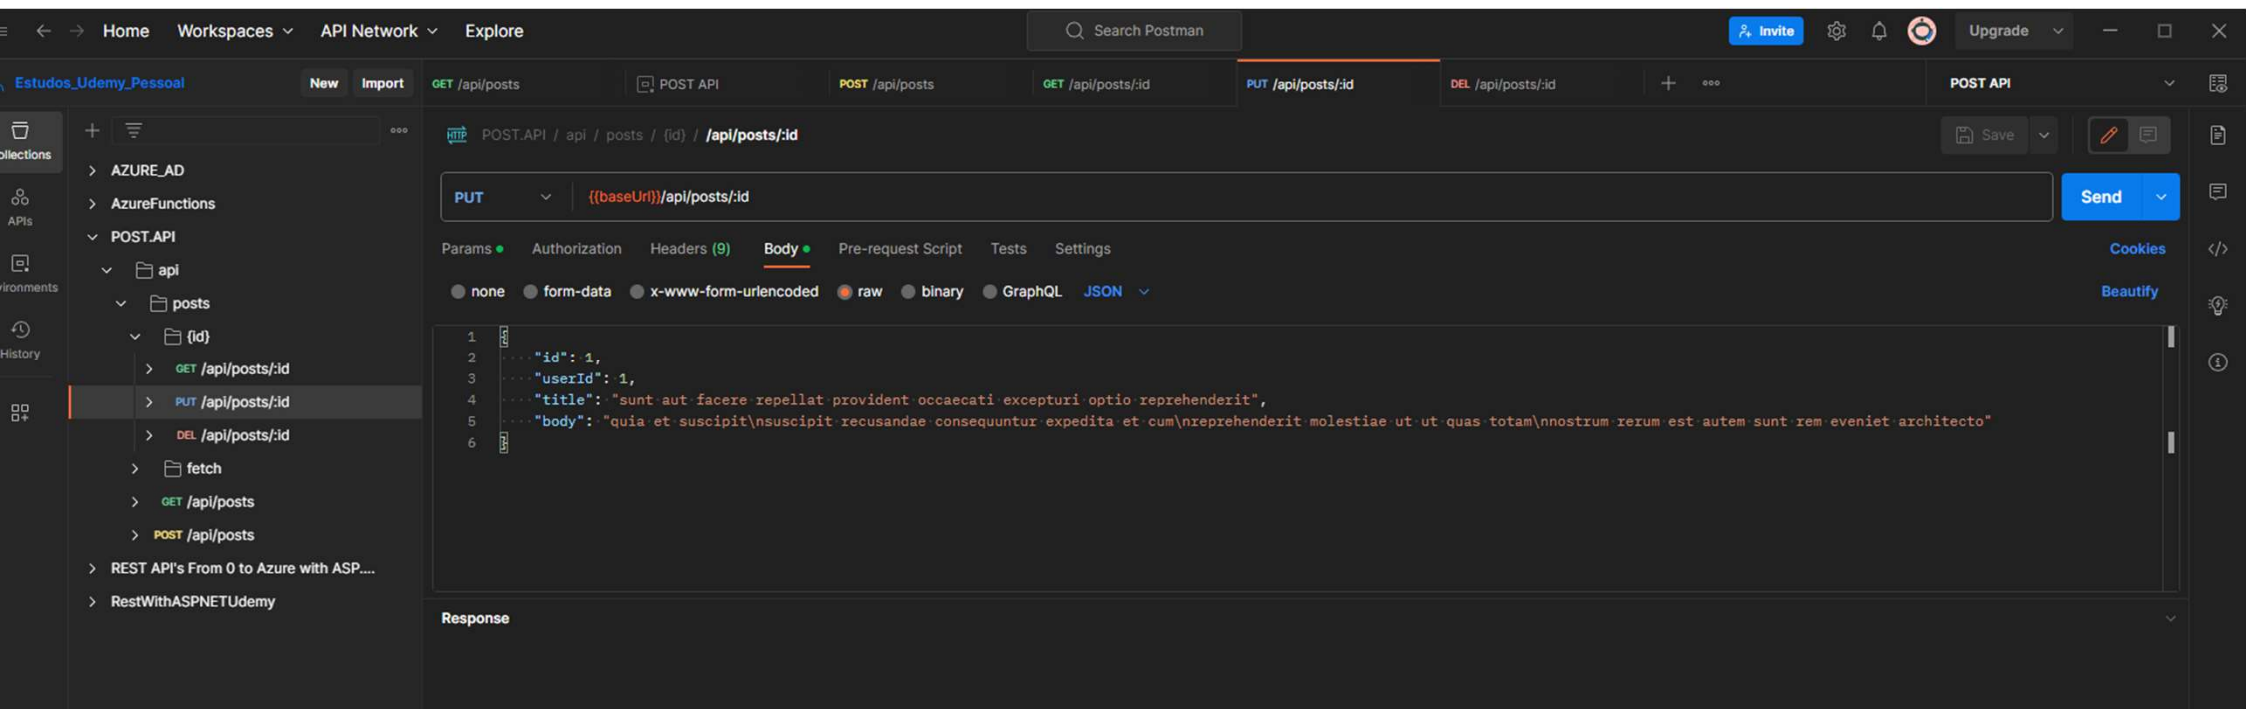 Home Workspaces API Network Explore Search Postman Invite Upgrade
Estudos_Udemy_Pessoal New Import GET /api/posts POST API POST /api/posts GET /api/posts/:id PUT /api/posts/:id DEL /api/posts/:id POST API
ollections
APIs
vironments
History
AZURE_AD
AzureFunctions
POST.API
api
posts
{id}
GET /api/posts/:id
PUT /api/posts/:id
DEL /api/posts/:id
fetch
GET /api/posts
POST /api/posts
REST API's From 0 to Azure with ASP....
RestWithASPNETUdemy
HTTP POST.API / api / posts / {id} / /api/posts/:id Save
PUT {{baseUrl}}/api/posts/:id Send
Params Authorization Headers (9) Body Pre-request Script Tests Settings Cookies
none form-data x-www-form-urlencoded raw binary GraphQL JSON Beautify
1 {
2 "id": 1,
3 "userId": 1,
4 "title": "sunt aut facere repellat provident occaecati excepturi optio reprehenderit",
5 "body": "quia et suscipit\nsuscipit recusandae consequuntur expedita et cum\nreprehenderit molestiae ut ut quas totam\nnostrum rerum est autem sunt rem eveniet architecto"
6 }
Response